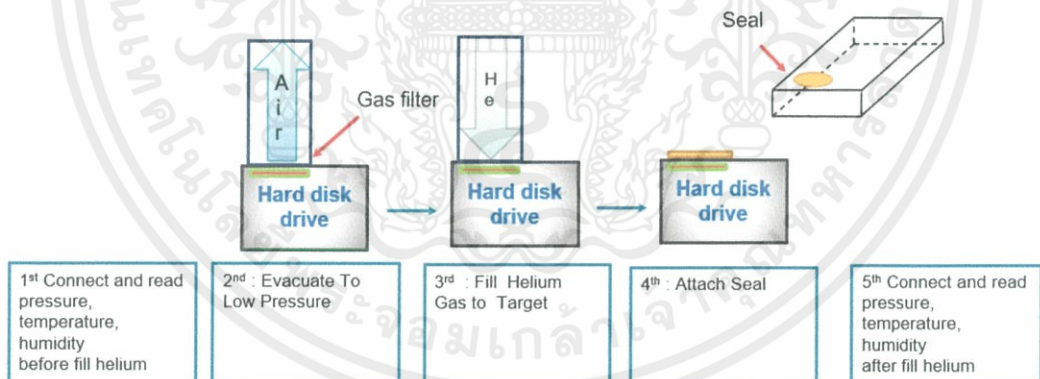 Seal
Air
Gas filter
He
Hard disk
drive
Hard disk
drive
Hard disk
drive
1st Connect and read
pressure,
temperature,
humidity
before fill helium
2nd : Evacuate To
Low Pressure
3rd : Fill Helium
Gas to Target
4th : Attach Seal
5th Connect and read
pressure,
temperature,
humidity
after fill helium